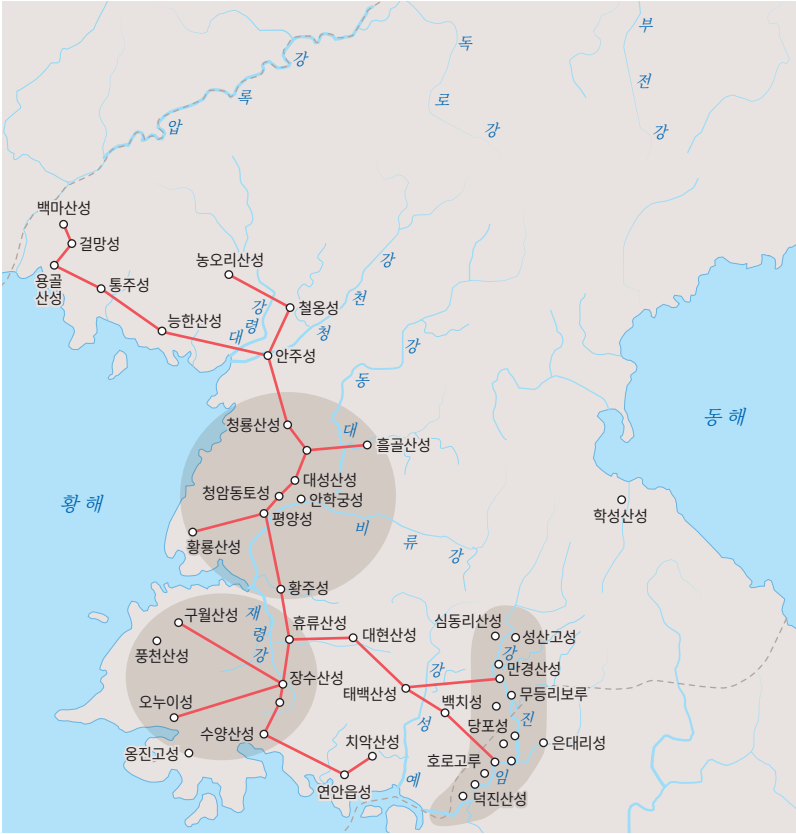 압 록 강
독 로 강
부 전 강
백마산성
걸망성
용골
산성
통주성
능한산성
농오리산성
철옹성
대 령 강
청 천 강
안주성
대 동 강
청룡산성
흘골산성
대성산성
청암동토성
안학궁성
평양성
황룡산성
비 류 강
황해
동해
학성산성
황주성
재 령 강
구월산성
휴류산성
대현산성
풍천산성
장수산성
오누이성
수양산성
옹진고성
치악산성
연안읍성
태백산성
예 성 강
심동리산성
성산고성
만경산성
백치성
무등리보루
당포성
은대리성
호로고루
임 진 강
덕진산성